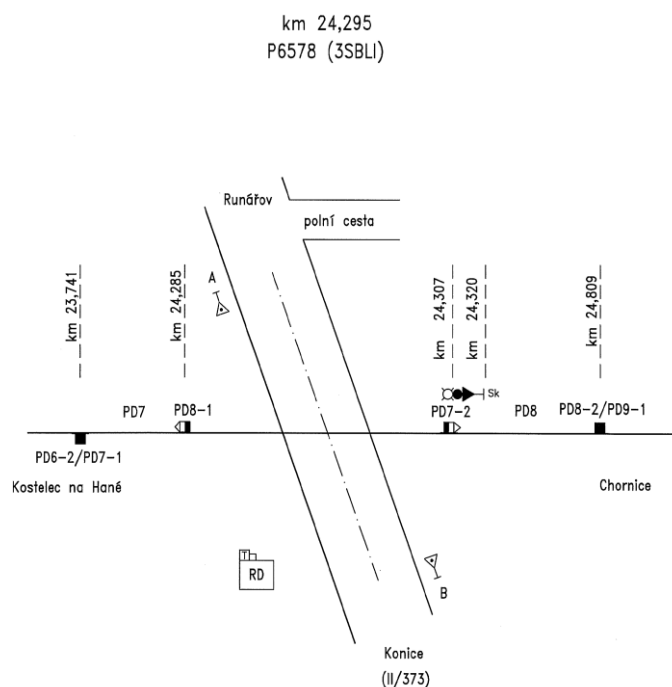 km 24,295
P6578 (3SBLI)
Runářov
polní cesta
A
km 23,741
km 24,285
km 24,307
km 24,320
km 24,809
Sk
PD7
PD8-1
PD7-2
PD8
PD8-2/PD9-1
PD6-2/PD7-1
Kostelec na Hané
Chornice
T
RD
B
Konice
(II/373)